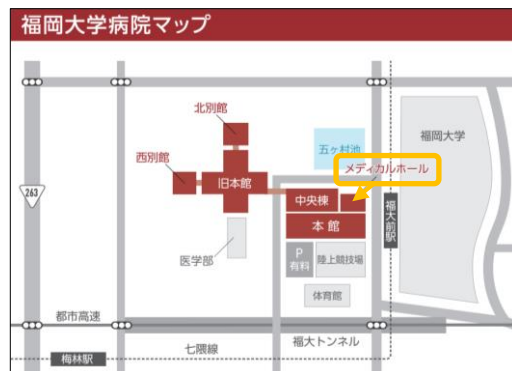 福岡大学病院マップ
北別館
西別館
旧本館
五ヶ村池
福岡大学
メディカルホール
263
中央棟
本館
福大前駅
医学部
P
有料
陸上競技場
体育館
都市高速
七隈線
福大トンネル
梅林駅